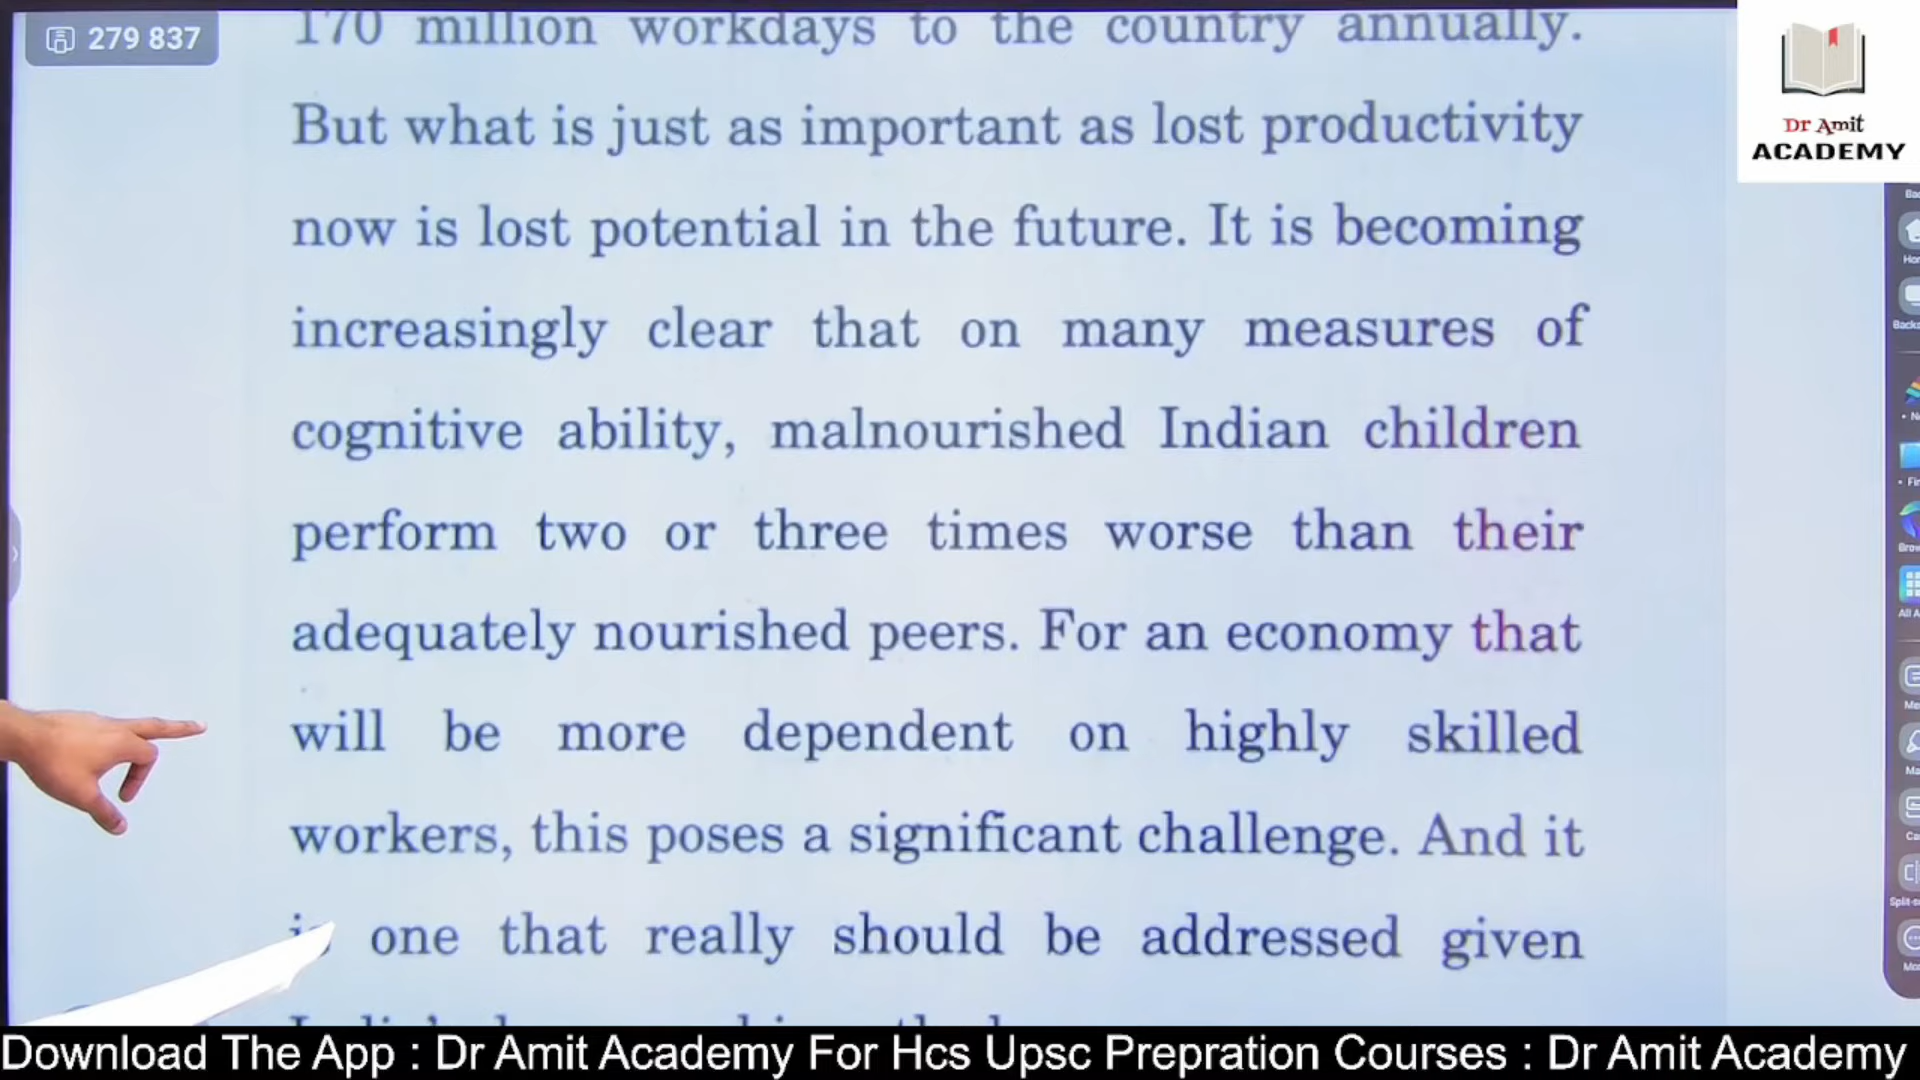 279 837
170 million workdays to the country annually.
But what is just as important as lost productivity
now is lost potential in the future. It is becoming
increasingly clear that on many measures of
cognitive ability, malnourished Indian children
perform two or three times worse than their
adequately nourished peers. For an economy that
will be more dependent on highly skilled
workers, this poses a significant challenge. And it
is one that really should be addressed given
Dr Amit
ACADEMY
Download The App : Dr Amit Academy For Hcs Upsc Prepration Courses : Dr Amit Academy